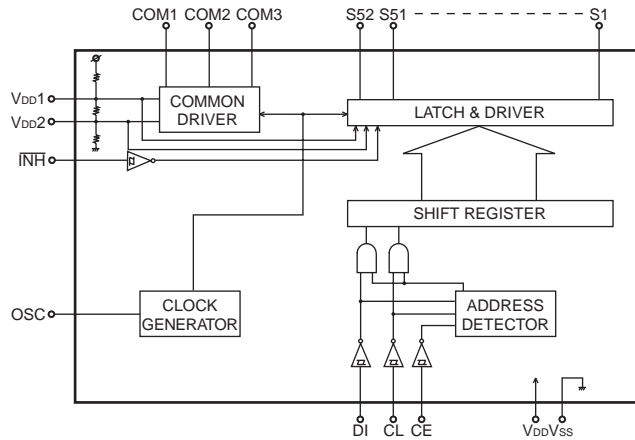 COM1 COM2 COM3 S52 S51 S1
VDD1
COMMON
DRIVER
LATCH & DRIVER
VDD2
INH
SHIFT REGISTER
OSC
CLOCK
GENERATOR
ADDRESS
DETECTOR
DI CL CE VDD VSS